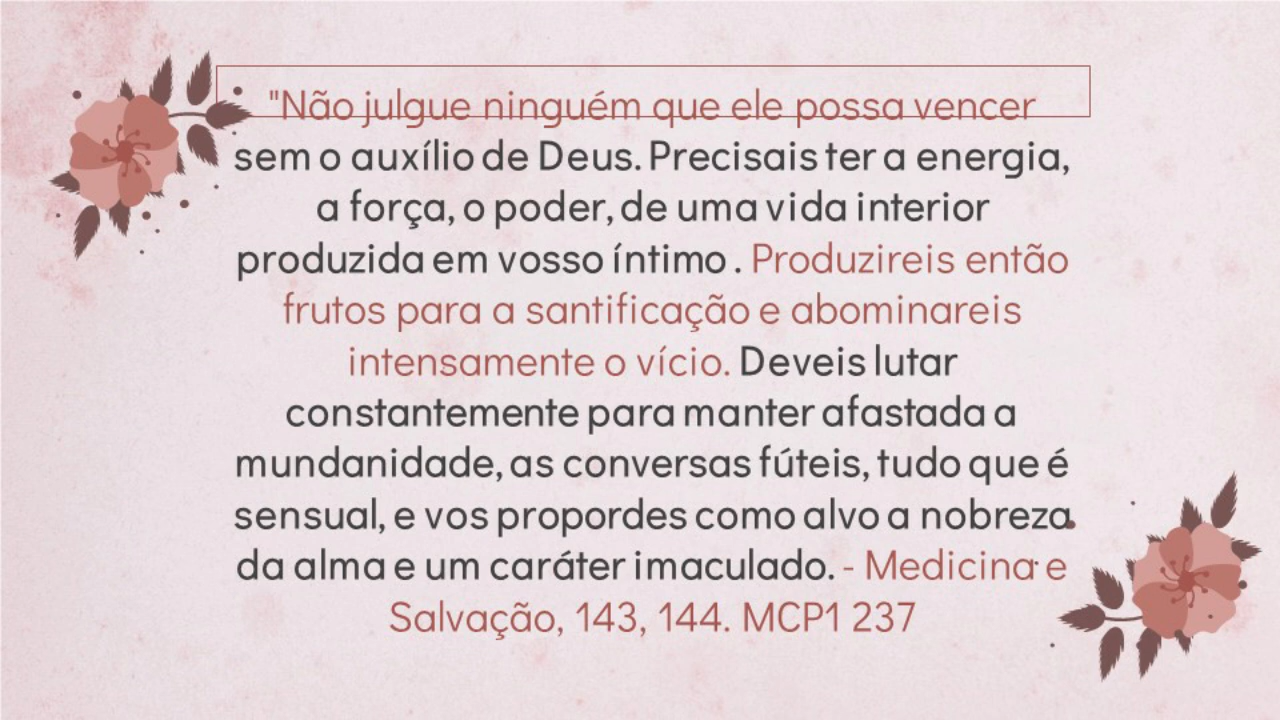 "Não julgue ninguém que ele possa vencer
sem o auxílio de Deus. Precisais ter a energia,
a força, o poder, de uma vida interior
produzida em vosso íntimo . Produzireis então
frutos para a santificação e abominareis
intensamente o vício. Deveis lutar
constantemente para manter afastada a
mundanidade, as conversas fúteis, tudo que é
sensual, e vos propordes como alvo a nobreza
da alma e um caráter imaculado. - Medicina e
Salvação, 143, 144. MCP1 237